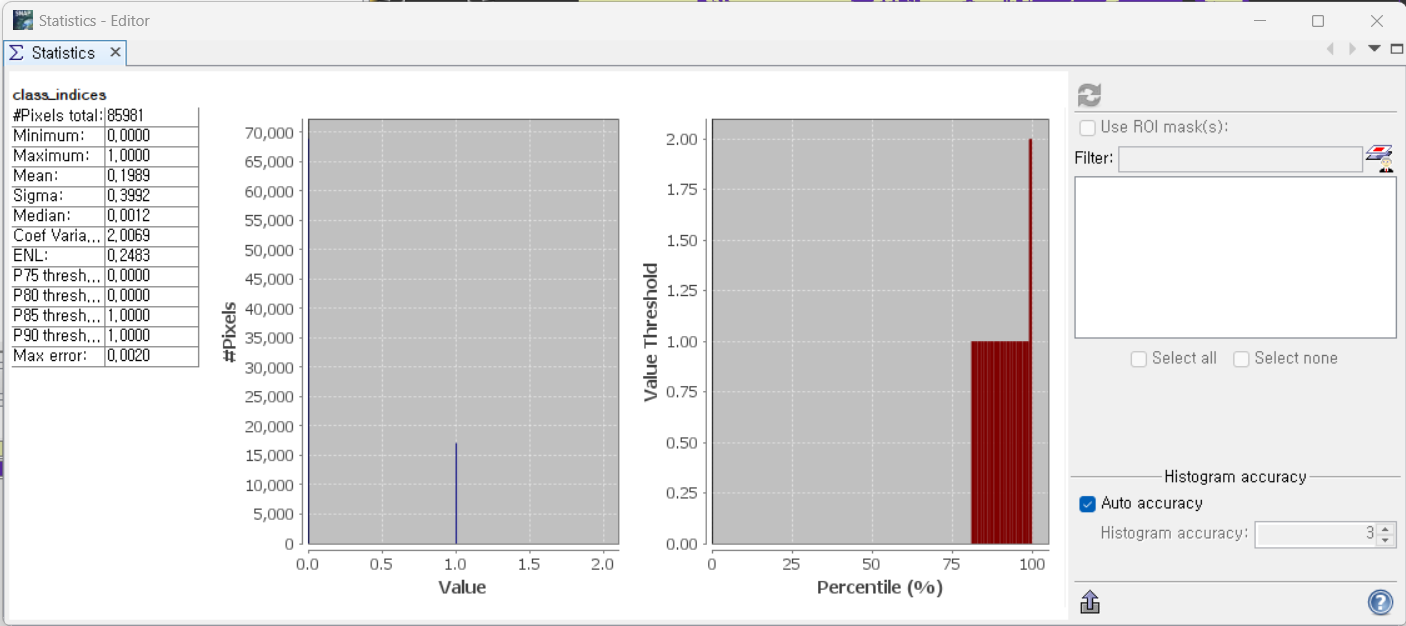 Statistics - Editor
Σ Statistics
class_indices
#Pixels total: 85981
Minimum: 0,0000
Maximum: 1,0000
Mean: 0,1989
Sigma: 0,3992
Median: 0,0012
Coef Varia,,, 2,0069
ENL: 0,2483
P75 thresh,,, 0,0000
P80 thresh,,, 0,0000
P85 thresh,,, 1,0000
P90 thresh,,, 1,0000
Max error: 0,0020
#Pixels
70,000
65,000
60,000
55,000
50,000
45,000
40,000
35,000
30,000
25,000
20,000
15,000
10,000
5,000
0
0.0 0.5 1.0 1.5 2.0
Value
Value Threshold
2.00
1.75
1.50
1.25
1.00
0.75
0.50
0.25
0.00
0 25 50 75 100
Percentile (%)
Use ROI mask(s):
Filter:
Select all Select none
Histogram accuracy
Auto accuracy
Histogram accuracy: 3
?